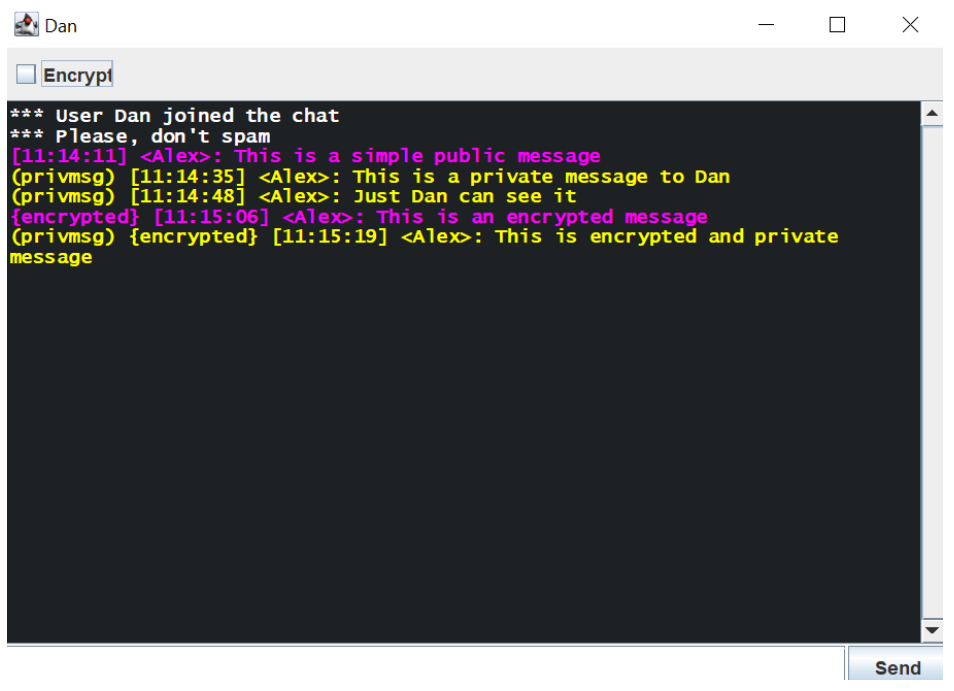 Dan
Encrypt
*** User Dan joined the chat
*** Please, don't spam
[11:14:11] <Alex>: This is a simple public message
(privmsg) [11:14:35] <Alex>: This is a private message to Dan
(privmsg) [11:14:48] <Alex>: Just Dan can see it
{encrypted} [11:15:06] <Alex>: This is an encrypted message
(privmsg) {encrypted} [11:15:19] <Alex>: This is encrypted and private
message
Send